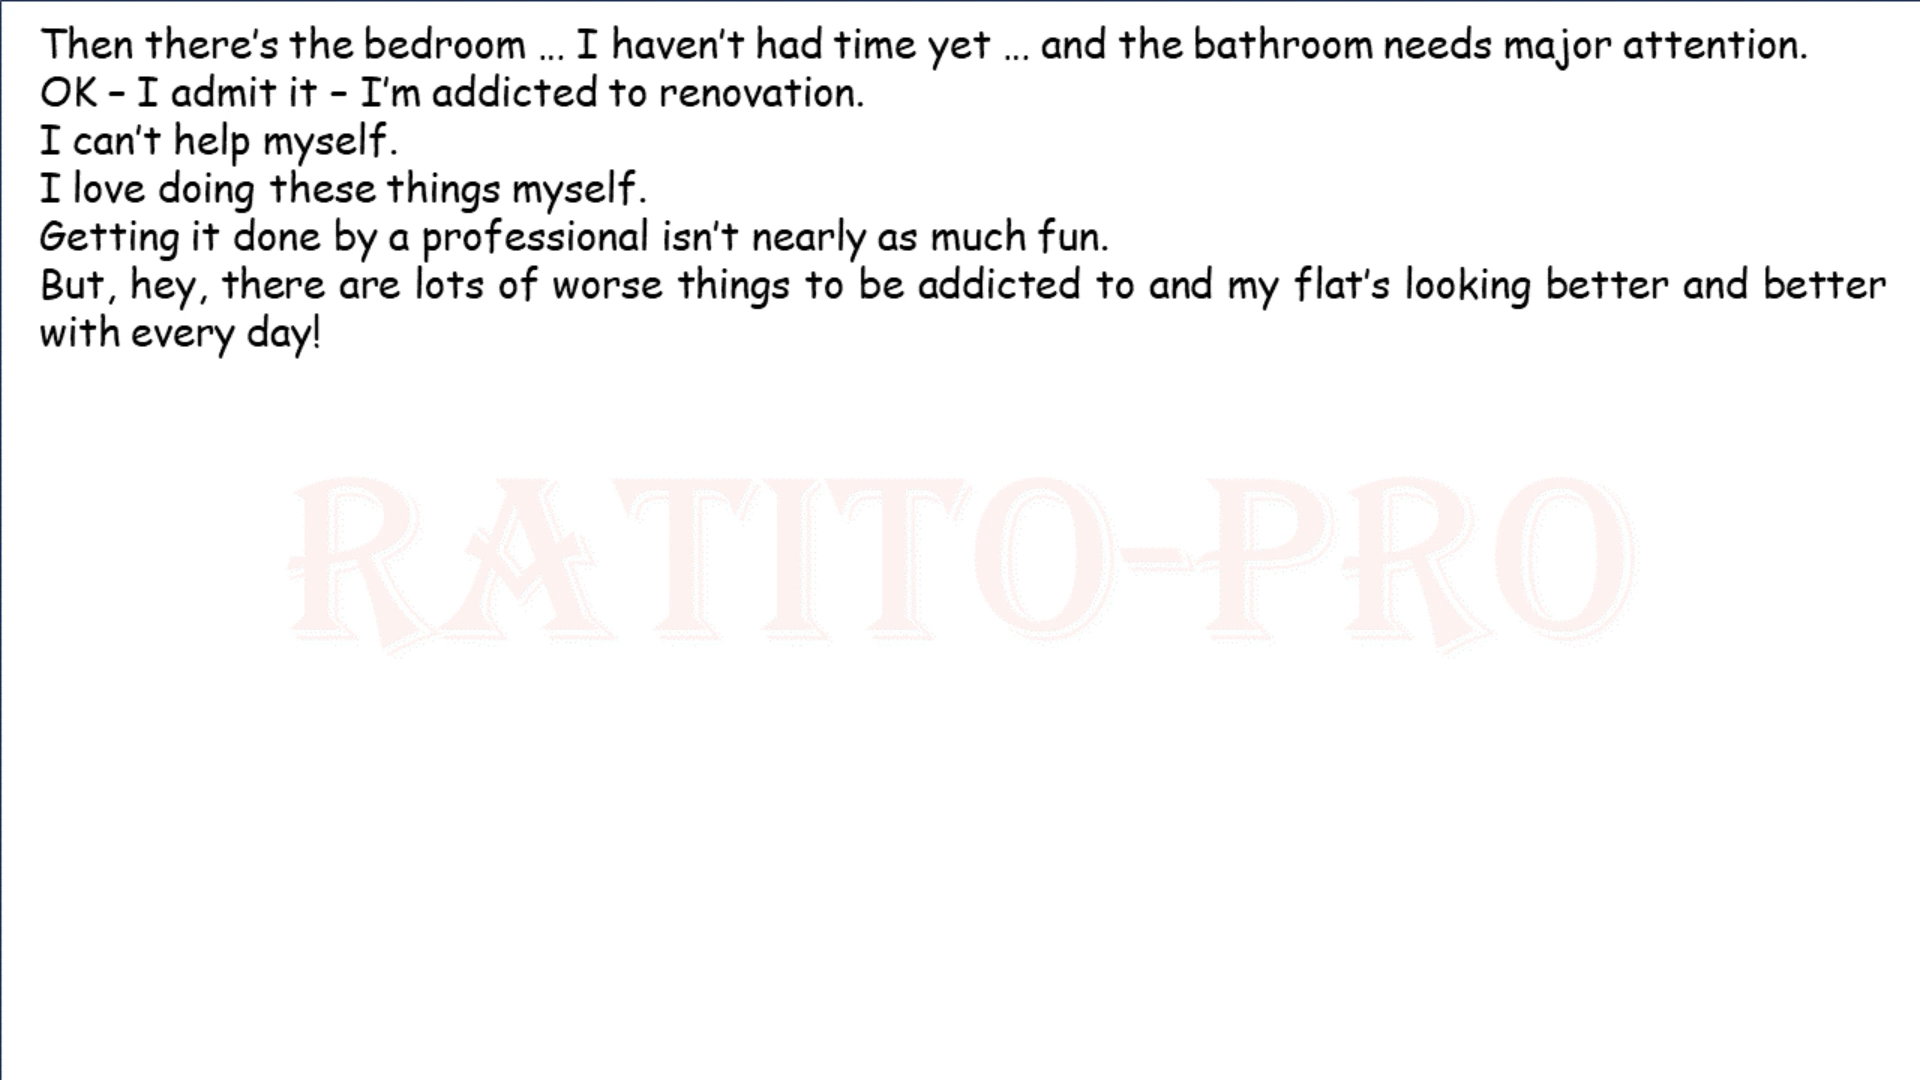 Then there's the bedroom … I haven't had time yet … and the bathroom needs major attention.
OK – I admit it – I'm addicted to renovation.
I can't help myself.
I love doing these things myself.
Getting it done by a professional isn't nearly as much fun.
But, hey, there are lots of worse things to be addicted to and my flat's looking better and better
with every day!
RATITO-PRO